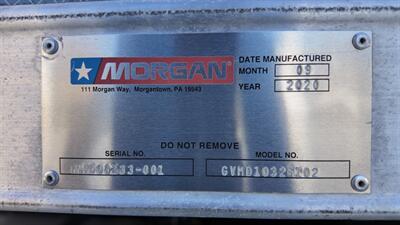 MORGAN
111 Morgan Way, Morgantown, PA 19543
DATE MANUFACTURED
MONTH 09
YEAR 2020
DO NOT REMOVE
SERIAL NO. MODEL NO.